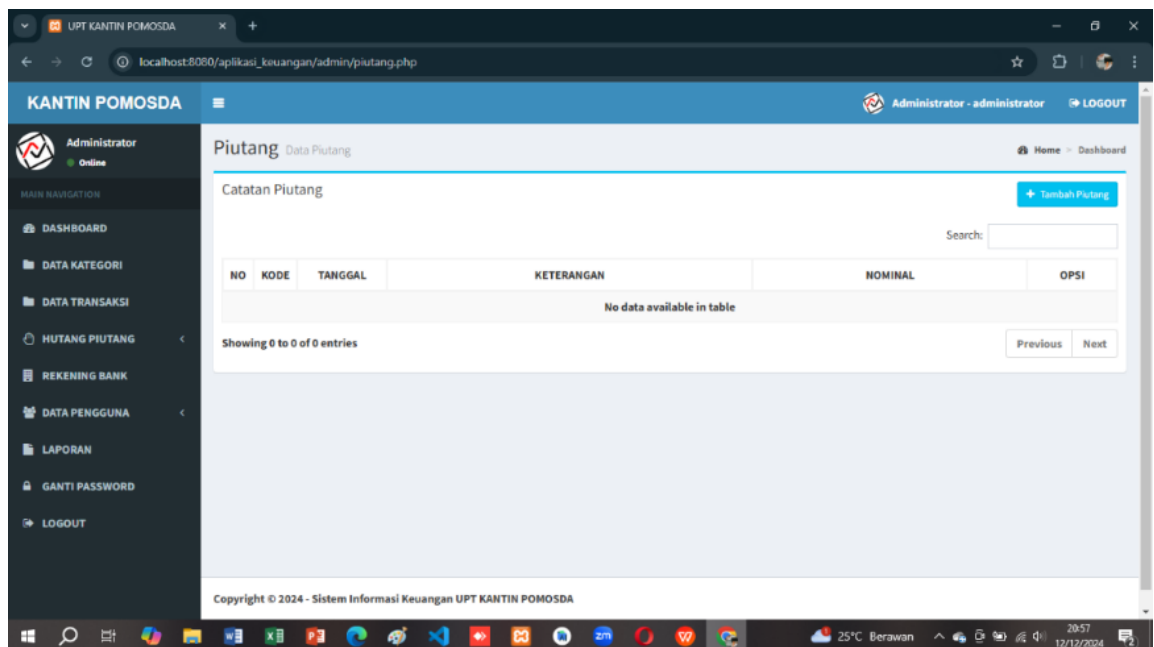 UPT KANTIN POMOSDA
localhost:8080/aplikasi_keuangan/admin/piutang.php
KANTIN POMOSDA
Administrator - administrator
LOGOUT
Administrator
Online
MAIN NAVIGATION
DASHBOARD
DATA KATEGORI
DATA TRANSAKSI
HUTANG PIUTANG
REKENING BANK
DATA PENGGUNA
LAPORAN
GANTI PASSWORD
LOGOUT
Piutang Data Piutang
Home > Dashboard
Catatan Piutang
+ Tambah Piutang
Search:
NO KODE TANGGAL KETERANGAN NOMINAL OPSI
No data available in table
Showing 0 to 0 of 0 entries
Previous Next
Copyright © 2024 - Sistem Informasi Keuangan UPT KANTIN POMOSDA
25°C Berawan
20:57
12/12/2024